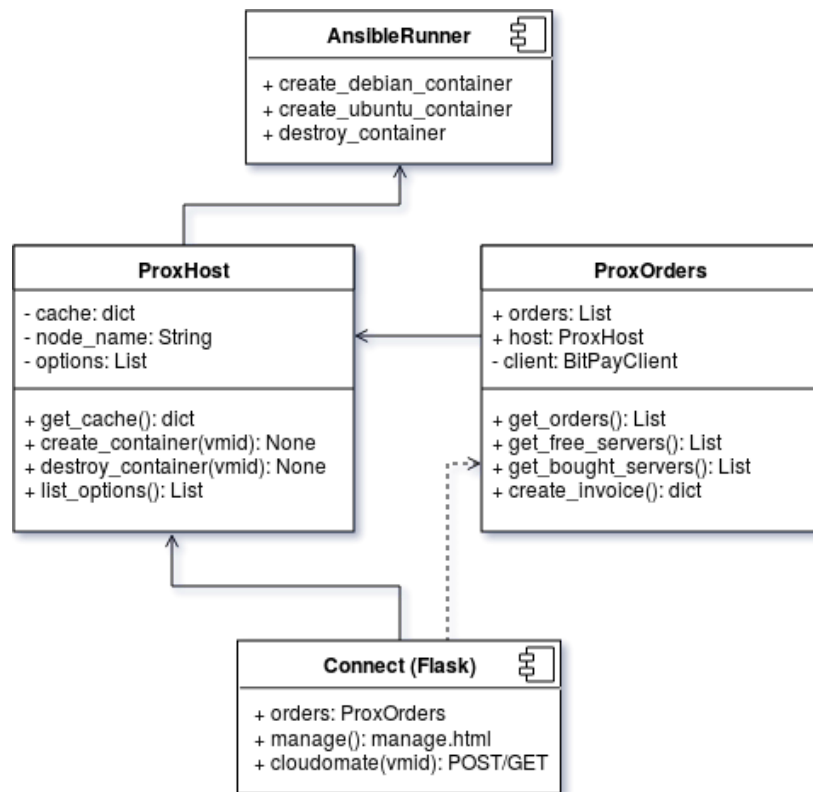 AnsibleRunner
+ create_debian_container
+ create_ubuntu_container
+ destroy_container
ProxHost
- cache: dict
- node_name: String
- options: List
+ get_cache(): dict
+ create_container(vmid): None
+ destroy_container(vmid): None
+ list_options(): List
ProxOrders
+ orders: List
+ host: ProxHost
- client: BitPayClient
+ get_orders(): List
+ get_free_servers(): List
+ get_bought_servers(): List
+ create_invoice(): dict
Connect (Flask)
+ orders: ProxOrders
+ manage(): manage.html
+ cloudomate(vmid): POST/GET